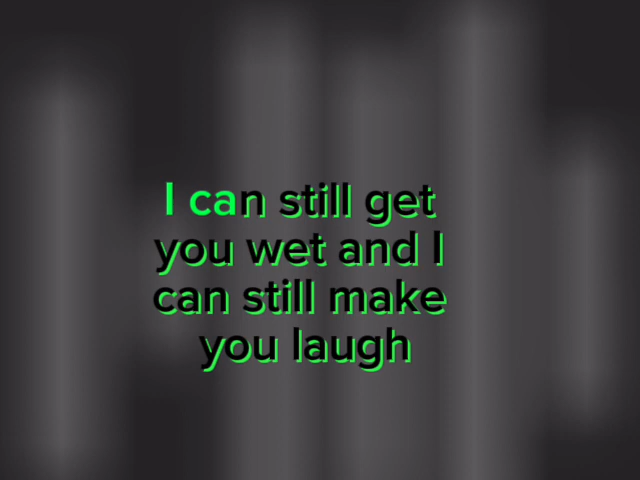 I can still get
you wet and I
can still make
you laugh